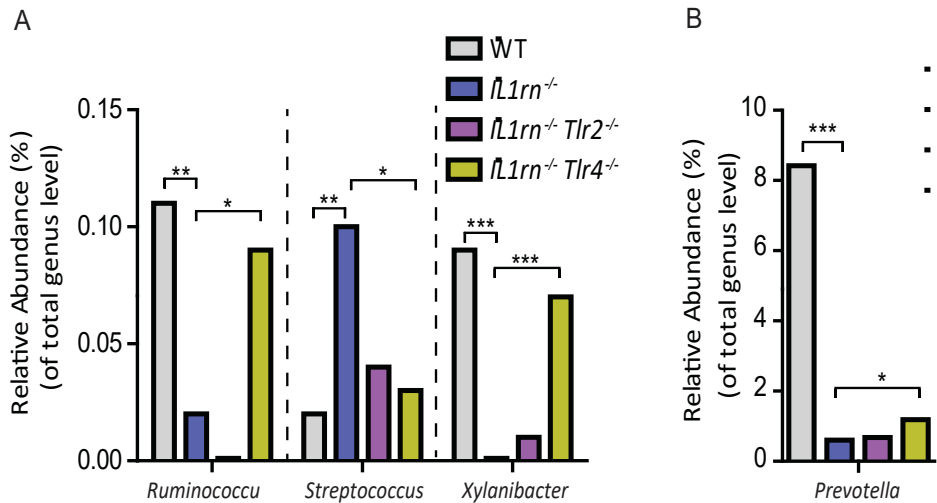 A
B
WT
IL1rn-/-
IL1rn-/- Tlr2-/-
IL1rn-/- Tlr4-/-
Relative Abundance (%)
(of total genus level)
0.15
0.10
0.05
0.00
**
*
**
*
***
***
Ruminococcu
Streptococcus
Xylanibacter
Relative Abundance (%)
(of total genus level)
10
8
6
4
2
0
***
*
Prevotella